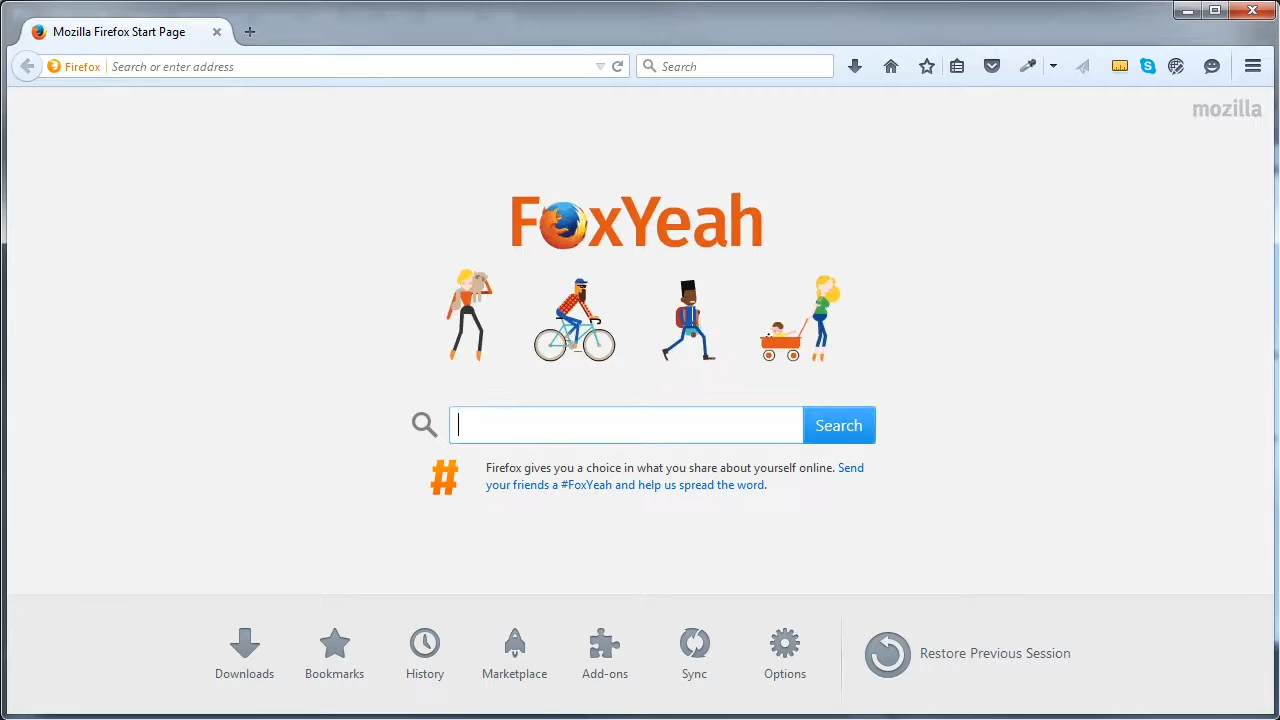 Mozilla Firefox Start Page
Firefox Search or enter address Search
mozilla
FoxYeah
Search
# Firefox gives you a choice in what you share about yourself online. Send
your friends a #FoxYeah and help us spread the word.
Downloads Bookmarks History Marketplace Add-ons Sync Options Restore Previous Session